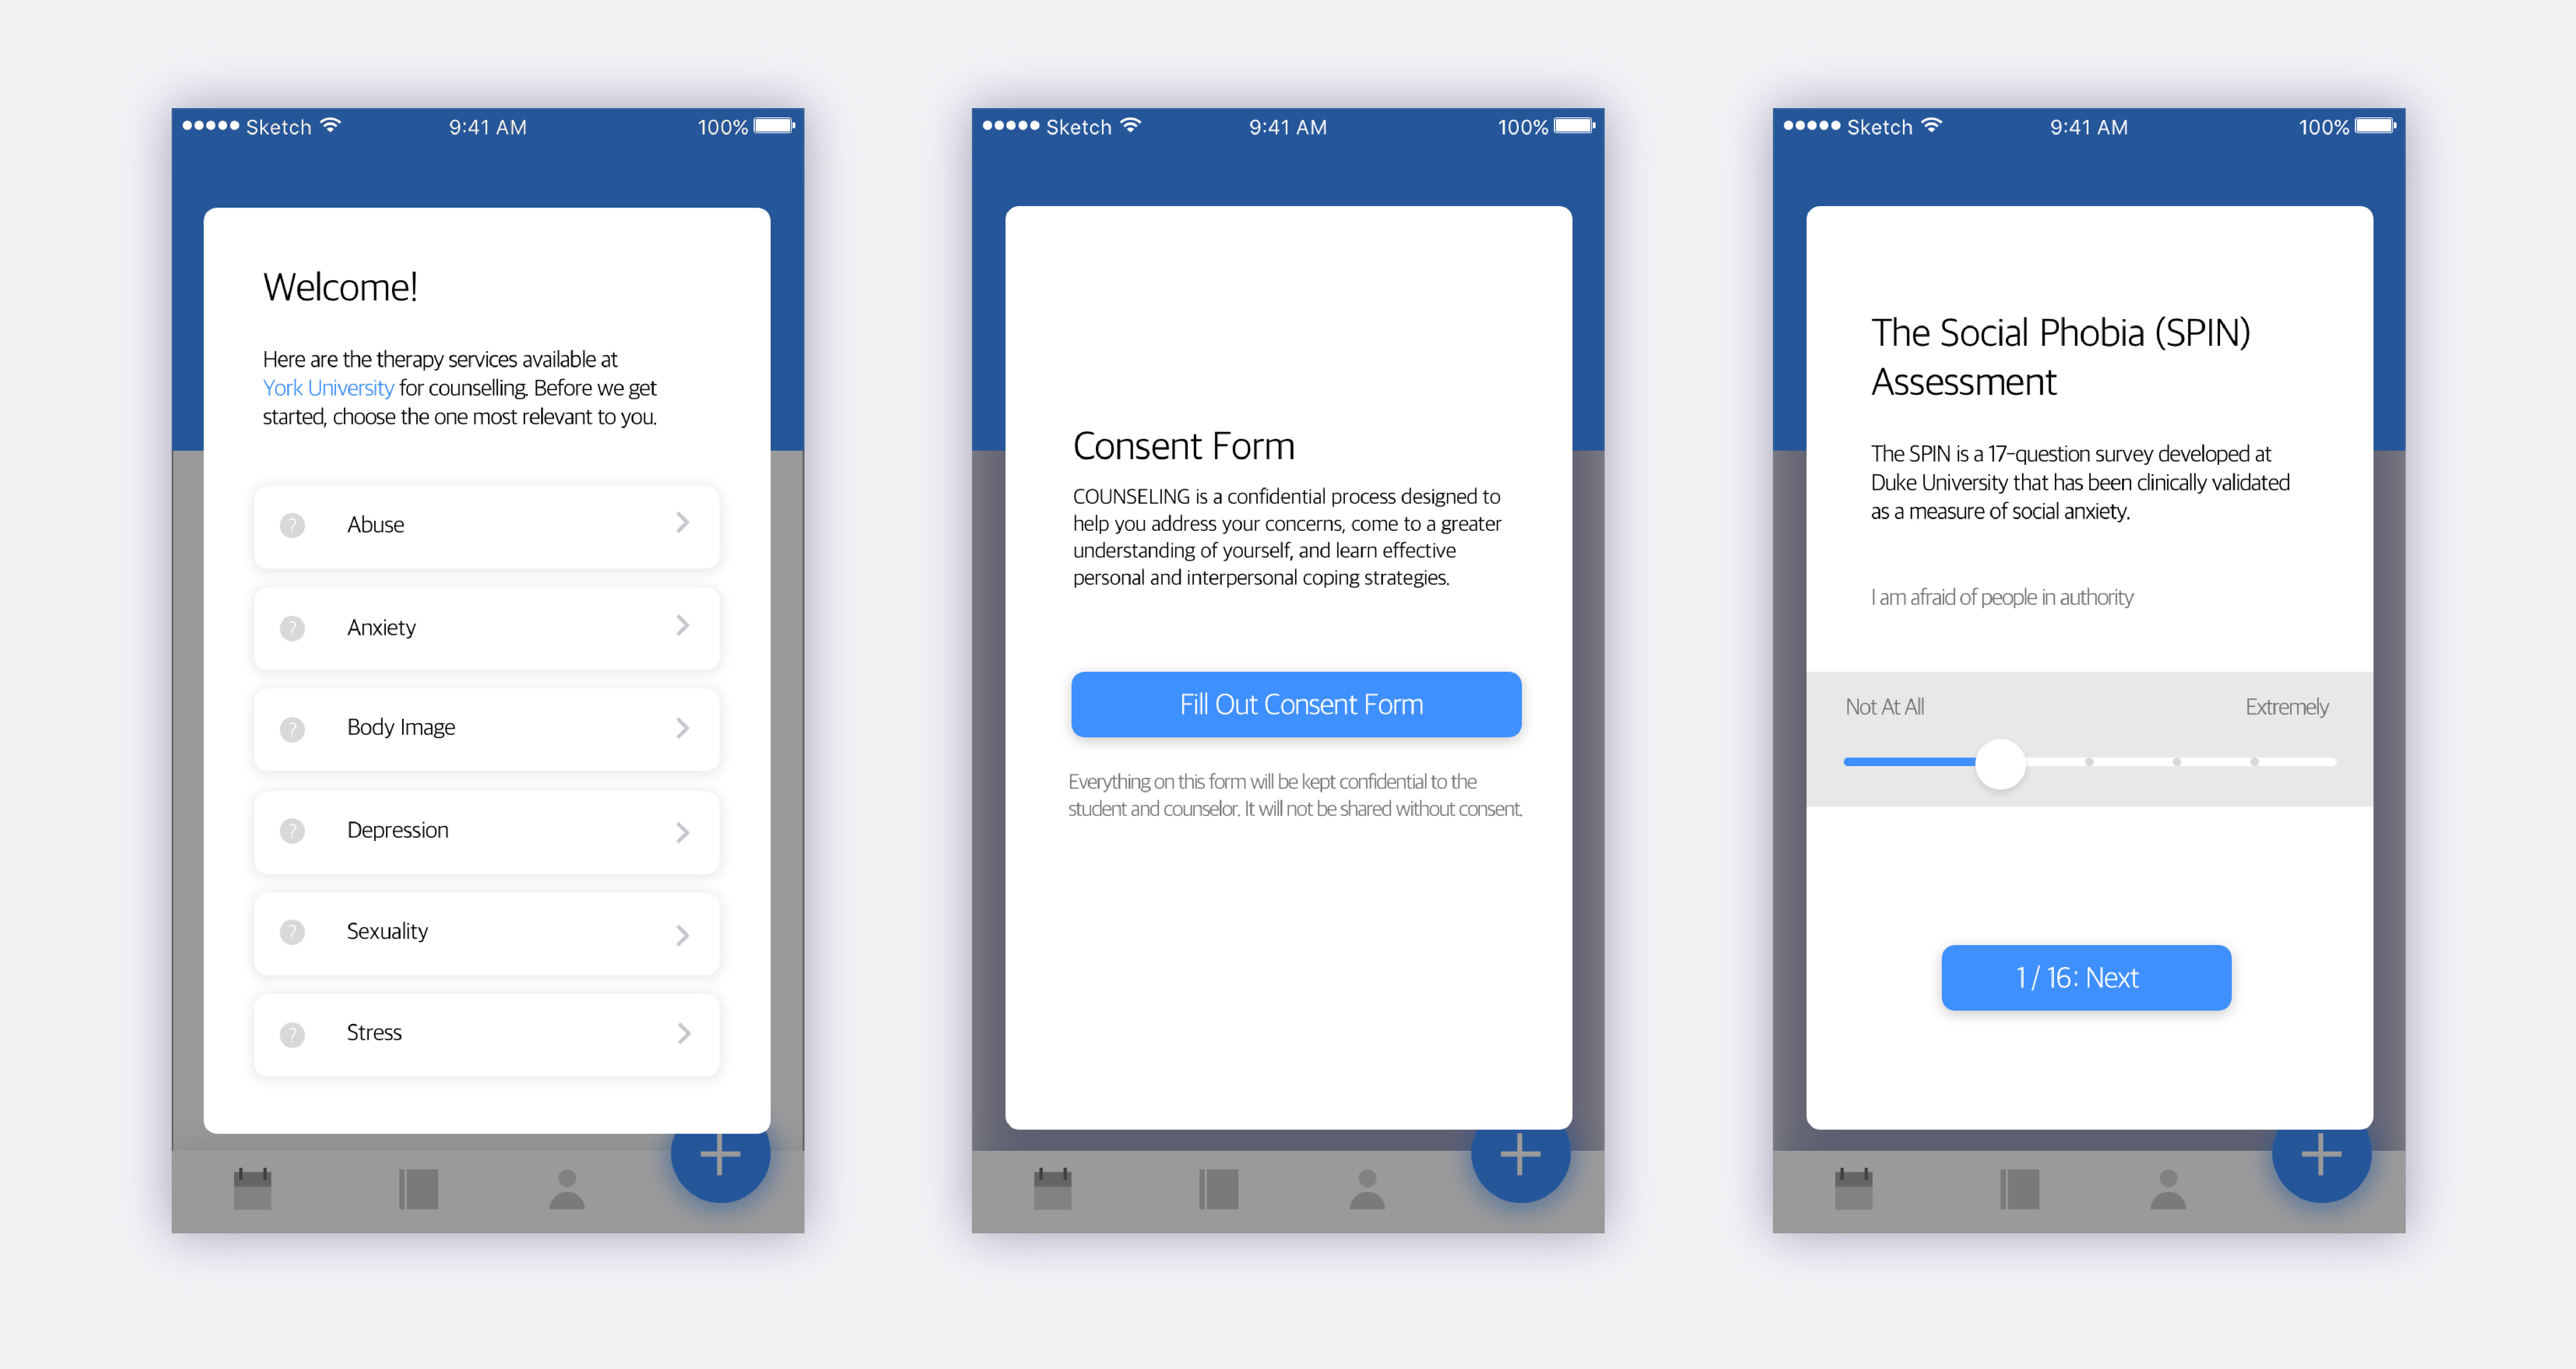 Sketch 9:41 AM 100%
Welcome!
Here are the therapy services available at
York University for counselling. Before we get
started, choose the one most relevant to you.
? Abuse
? Anxiety
? Body Image
? Depression
? Sexuality
? Stress
Sketch 9:41 AM 100%
Consent Form
COUNSELING is a confidential process designed to
help you address your concerns, come to a greater
understanding of yourself, and learn effective
personal and interpersonal coping strategies.
Fill Out Consent Form
Everything on this form will be kept confidential to the
student and counselor. It will not be shared without consent.
Sketch 9:41 AM 100%
The Social Phobia (SPIN)
Assessment
The SPIN is a 17-question survey developed at
Duke University that has been clinically validated
as a measure of social anxiety.
I am afraid of people in authority
Not At All Extremely
1 / 16: Next